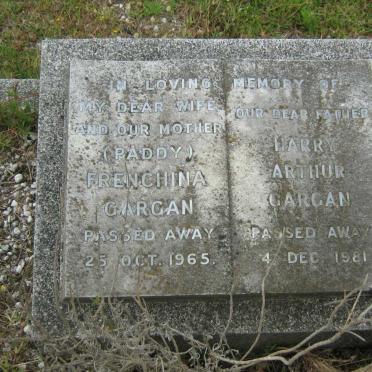 IN LOVING MEMORY OF
MY DEAR WIFE
AND OUR MOTHER
(PADDY)
FRENCHINA
GARGAN
PASSED AWAY
25 OCT. 1965.
OUR DEAR FATHER
HARRY
ARTHUR
GARGAN
PASSED AWAY
4 DEC. 1981